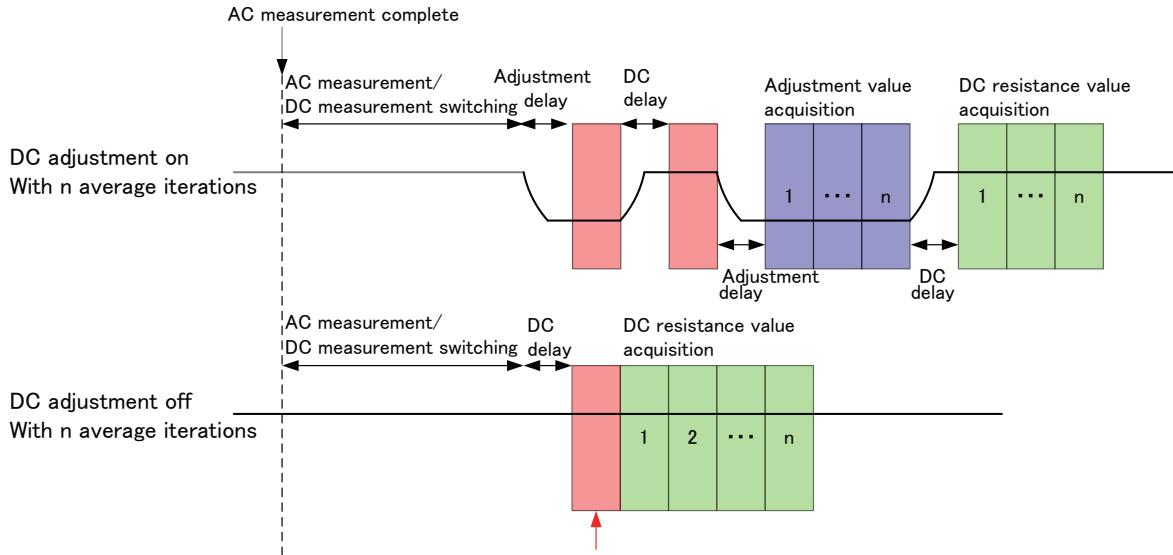 AC measurement complete
AC measurement/
DC measurement switching
Adjustment
delay
DC
delay
Adjustment value
acquisition
DC resistance value
acquisition
DC adjustment on
With n average iterations
1
･･･
n
1
･･･
n
Adjustment
delay
DC
delay
AC measurement/
DC measurement switching
DC
delay
DC resistance value
acquisition
DC adjustment off
With n average iterations
1
2
･･･
n